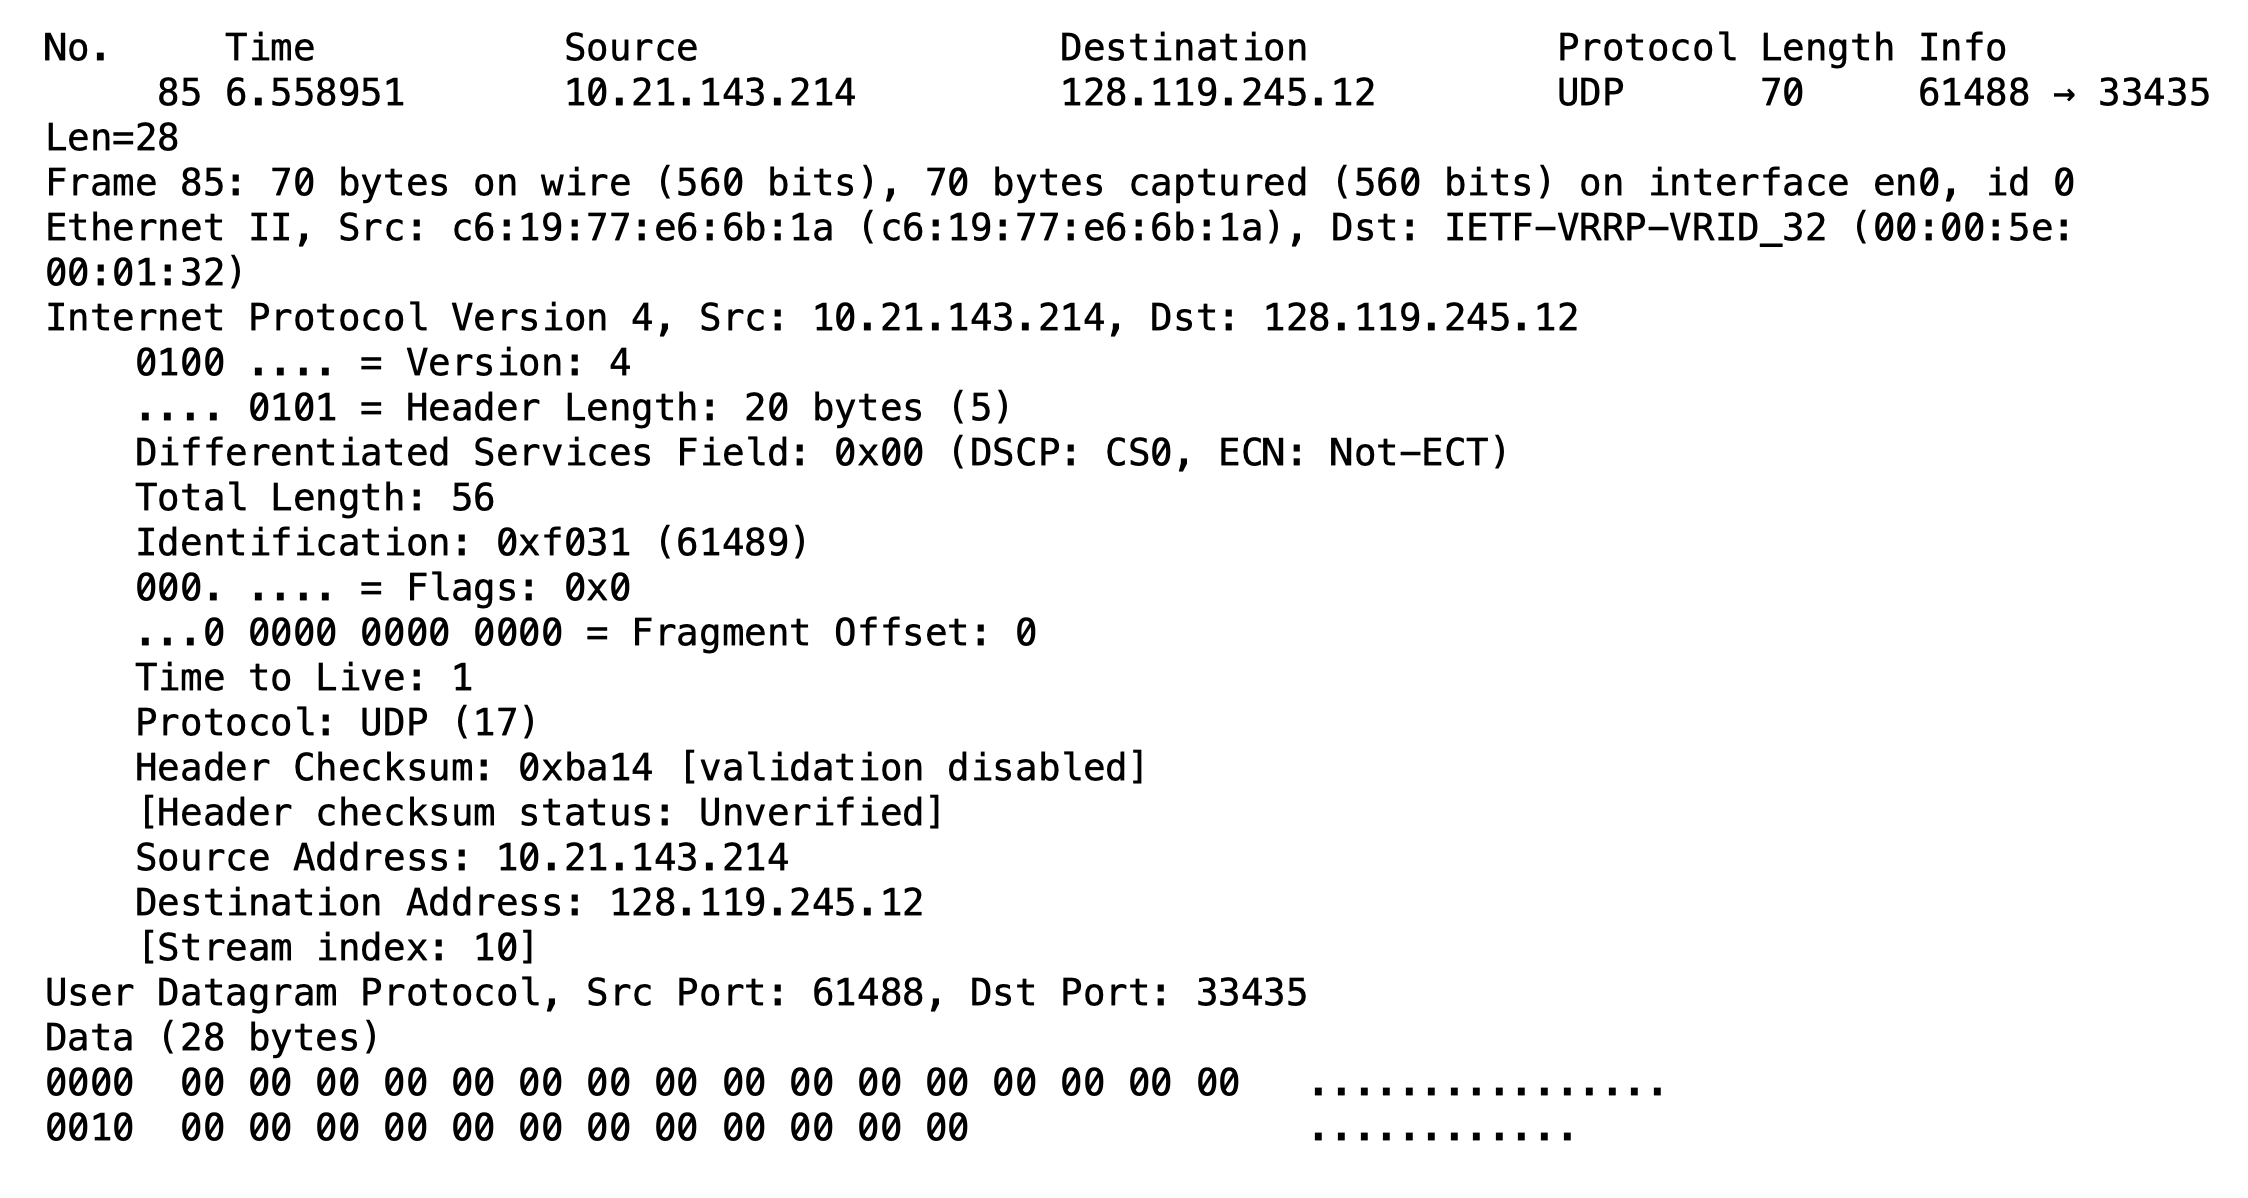 No.     Time           Source                Destination           Protocol Length Info
     85 6.558951       10.21.143.214         128.119.245.12        UDP      70     61488 → 33435
Len=28
Frame 85: 70 bytes on wire (560 bits), 70 bytes captured (560 bits) on interface en0, id 0
Ethernet II, Src: c6:19:77:e6:6b:1a (c6:19:77:e6:6b:1a), Dst: IETF-VRRP-VRID_32 (00:00:5e:
00:01:32)
Internet Protocol Version 4, Src: 10.21.143.214, Dst: 128.119.245.12
    0100 .... = Version: 4
    .... 0101 = Header Length: 20 bytes (5)
    Differentiated Services Field: 0x00 (DSCP: CS0, ECN: Not-ECT)
    Total Length: 56
    Identification: 0xf031 (61489)
    000. .... = Flags: 0x0
    ...0 0000 0000 0000 = Fragment Offset: 0
    Time to Live: 1
    Protocol: UDP (17)
    Header Checksum: 0xba14 [validation disabled]
    [Header checksum status: Unverified]
    Source Address: 10.21.143.214
    Destination Address: 128.119.245.12
    [Stream index: 10]
User Datagram Protocol, Src Port: 61488, Dst Port: 33435
Data (28 bytes)
0000  00 00 00 00 00 00 00 00 00 00 00 00 00 00 00 00   ................
0010  00 00 00 00 00 00 00 00 00 00 00 00               ............